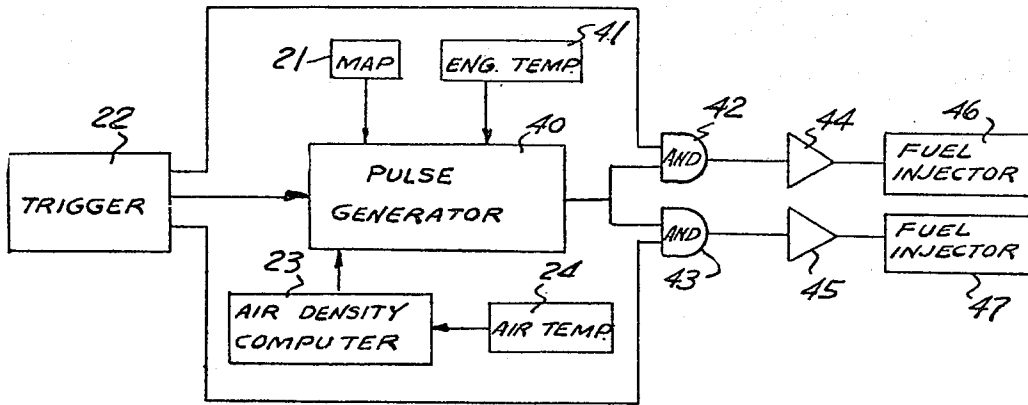 41
21
MAP
ENG. TEMP.
22
40
42
44
46
TRIGGER
PULSE
GENERATOR
AND
FUEL
INJECTOR
AND
FUEL
INJECTOR
23
24
43
45
47
AIR DENSITY
COMPUTER
AIR TEMP.